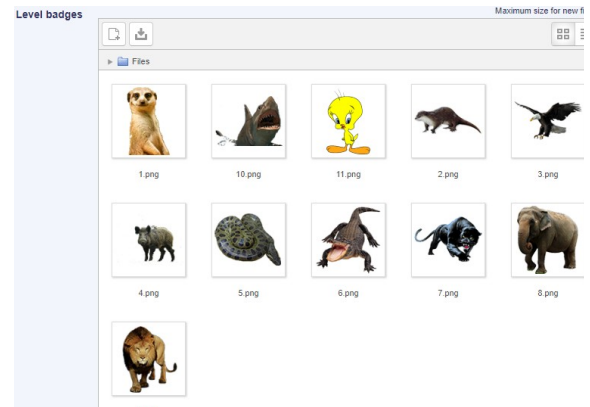 Level badges
Maximum size for new fi
Files
1.png
10.png
11.png
2.png
3.png
4.png
5.png
6.png
7.png
8.png